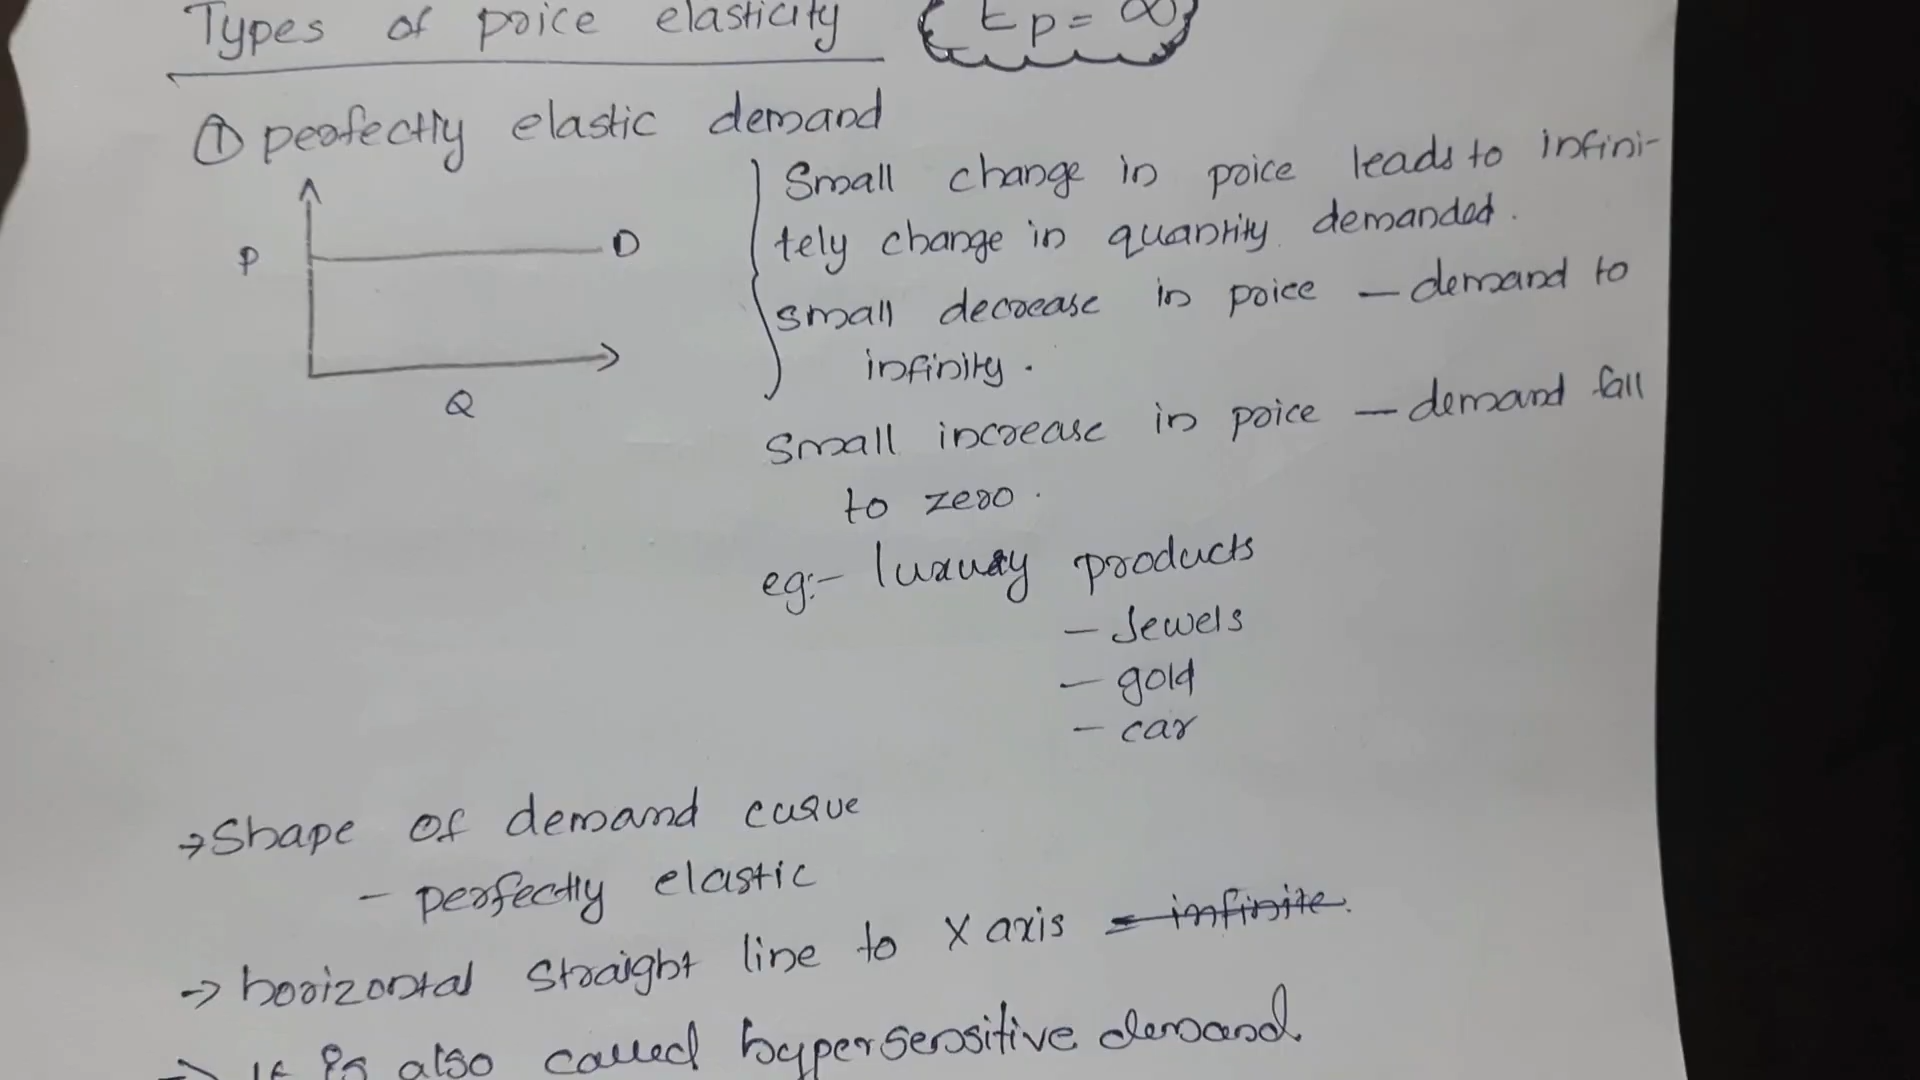 Types of price elasticity
Ep = ∞
① perfectly elastic demand
P
D
Q
Small change in price leads to infini-
tely change in quantity demanded.
small decrease in price — demand to
infinity.
Small increase in price — demand fall
to zero.
eg:- luxury products
- Jewels
- gold
- car
→ Shape of demand curve
- perfectly elastic
→ horizontal straight line to X axis = infinite.
→ It is also called hypersensitive demand.